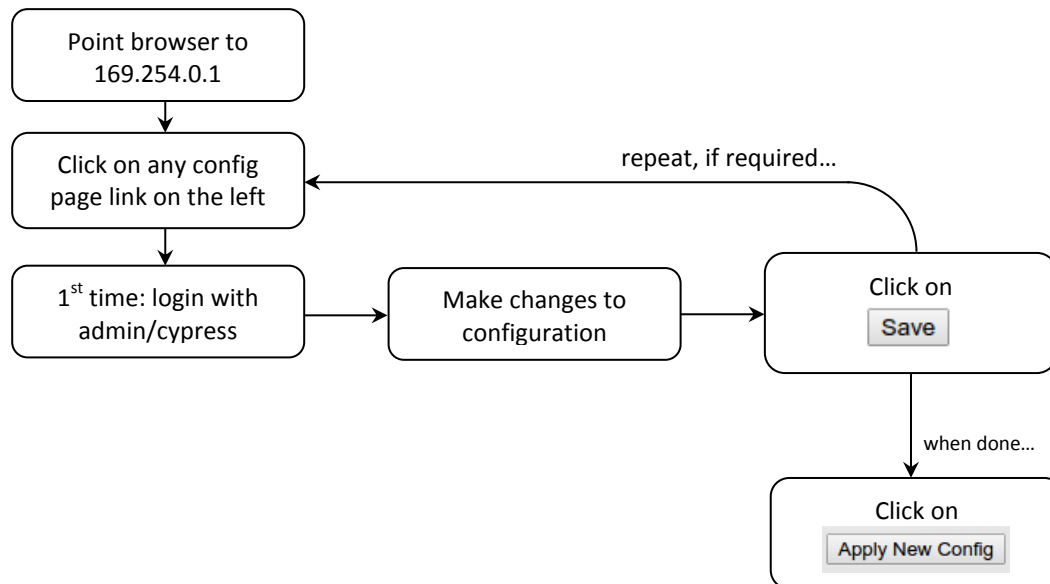 Point browser to
169.254.0.1
Click on any config
page link on the left
repeat, if required...
1st time: login with
admin/cypress
Make changes to
configuration
Click on
Save
when done...
Click on
Apply New Config